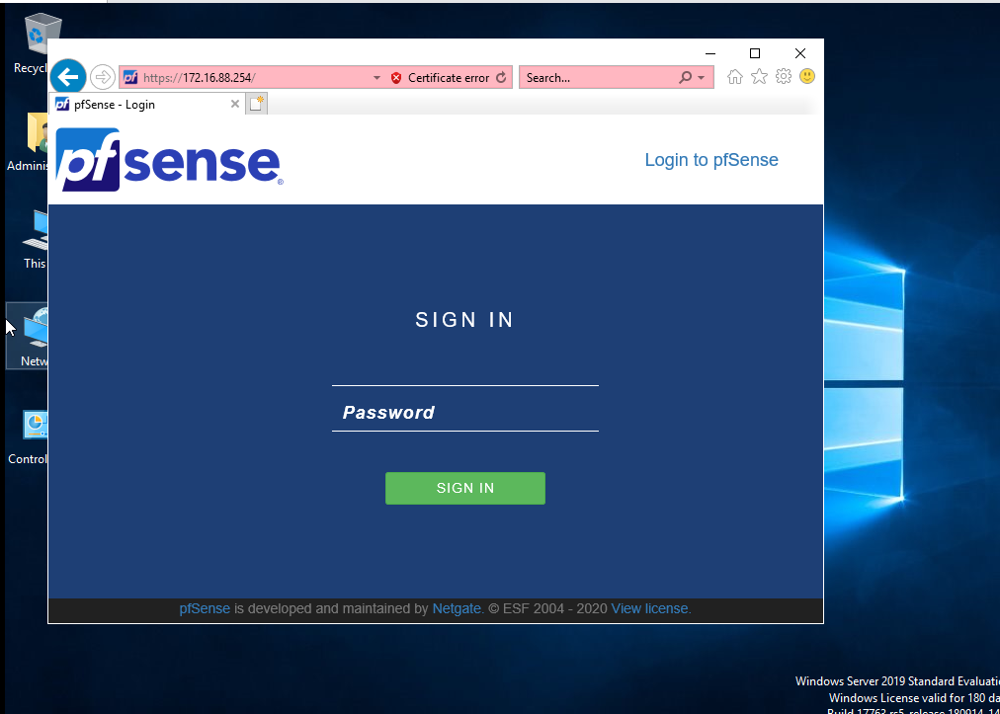 https://172.16.88.254/
Certificate error
Search...
pfSense - Login
pfsense
Login to pfSense
SIGN IN
Password
SIGN IN
pfSense is developed and maintained by Netgate. © ESF 2004 - 2020 View license.
Recycl
Adminis
This
Netw
Control
Windows Server 2019 Standard Evaluati
Windows License valid for 180 da
Build 17763.rs5_release.180914-14